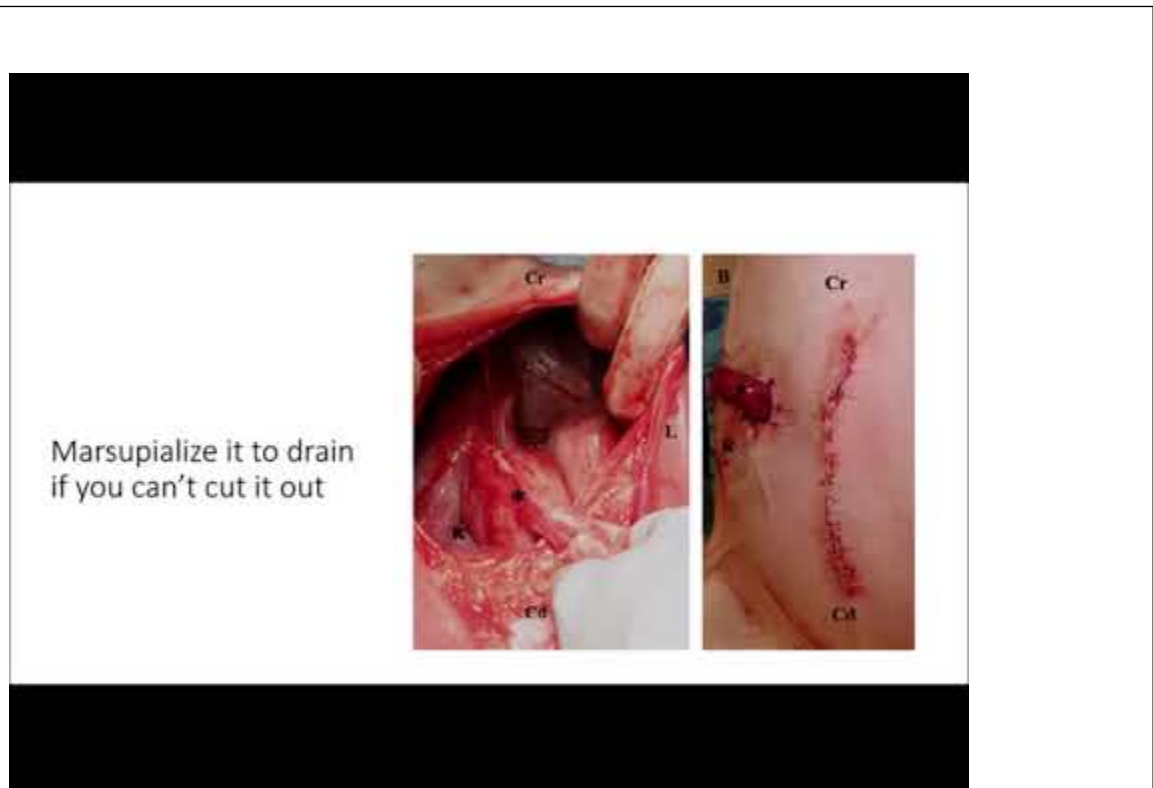 Marsupialize it to drain
if you can't cut it out
Cr
L
R
*
Cd
B
Cr
R
Cd